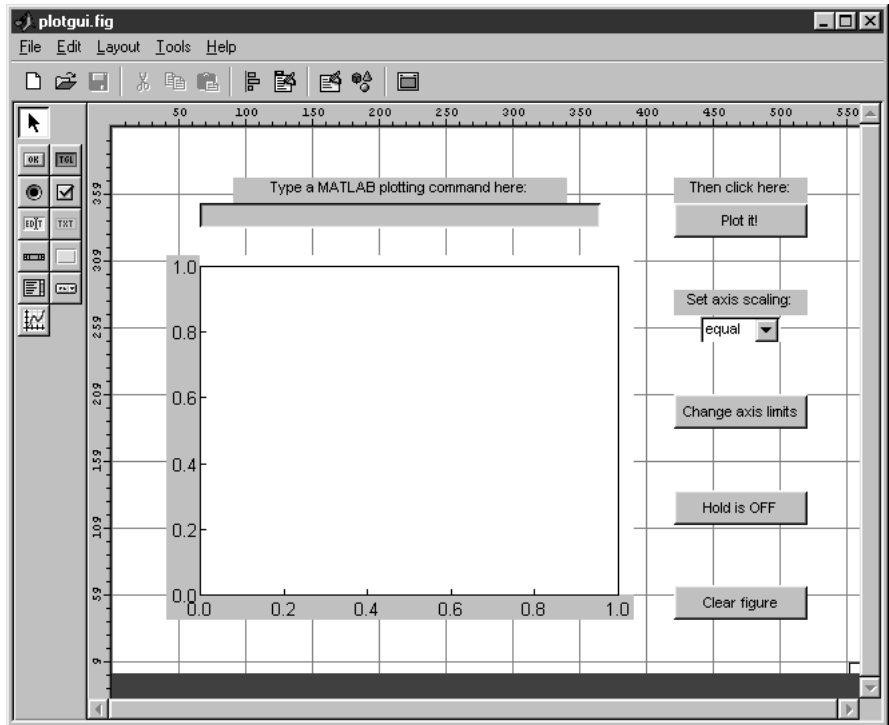 plotgui.fig
File Edit Layout Tools Help
50 100 150 200 250 300 350 400 450 500 550
OK TGL
EDIT TXT
359
309
259
209
159
109
59
9
Type a MATLAB plotting command here:
Then click here:
Plot it!
Set axis scaling:
equal
Change axis limits
Hold is OFF
Clear figure
1.0
0.8
0.6
0.4
0.2
0.0
0.0 0.2 0.4 0.6 0.8 1.0